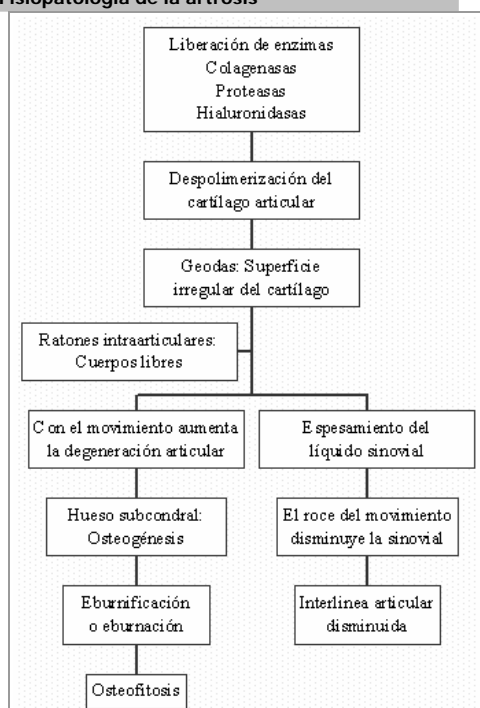 Fisiopatología de la artrosis
Liberación de enzimas
Colagenasas
Proteasas
Hialuronidasas
Despolimerización del
cartílago articular
Geodas: Superficie
irregular del cartílago
Ratones intraarticulares:
Cuerpos libres
Con el movimiento aumenta
la degeneración articular
Espesamiento del
líquido sinovial
Hueso subcondral:
Osteogénesis
El roce del movimiento
disminuye la sinovial
Eburnificación
o eburnación
Interlinea articular
disminuida
Osteofitosis